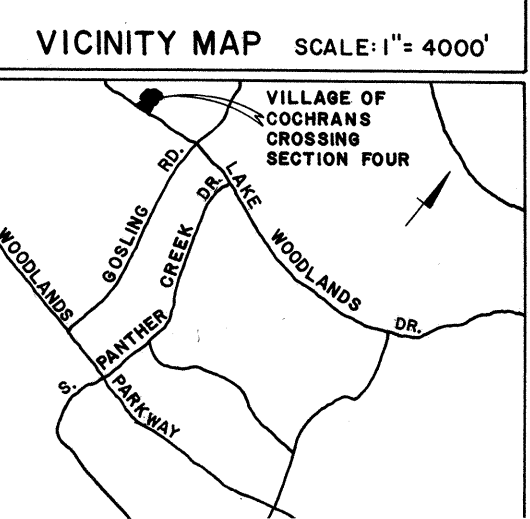 VICINITY MAP SCALE: 1" = 4000'
VILLAGE OF
COCHRANS
CROSSING
SECTION FOUR
GOSLING RD.
LAKE WOODLANDS DR.
S. PANTHER CREEK DR.
WOODLANDS PARKWAY